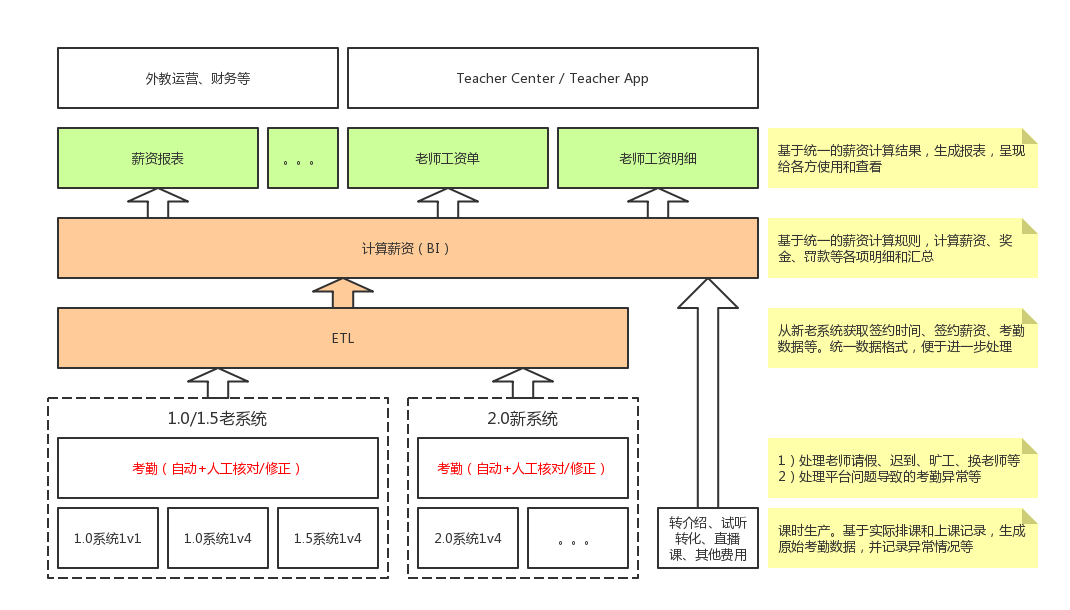 外教运营、财务等
Teacher Center / Teacher App
薪资报表
。。。
老师工资单
老师工资明细
基于统一的薪资计算结果，生成报表，呈现
给各方使用和查看
计算薪资（BI）
基于统一的薪资计算规则，计算薪资、奖
金、罚款等各项明细和汇总
ETL
从新老系统获取签约时间、签约薪资、考勤
数据等。统一数据格式，便于进一步处理
1.0/1.5老系统
2.0新系统
考勤（自动+人工核对/修正）
考勤（自动+人工核对/修正）
1）处理老师请假、迟到、旷工、换老师等
2）处理平台问题导致的考勤异常等
1.0系统1v1
1.0系统1v4
1.5系统1v4
2.0系统1v4
。。。
转介绍、试听
转化、直播
课、其他费用
课时生产。基于实际排课和上课记录，生成
原始考勤数据，并记录异常情况等